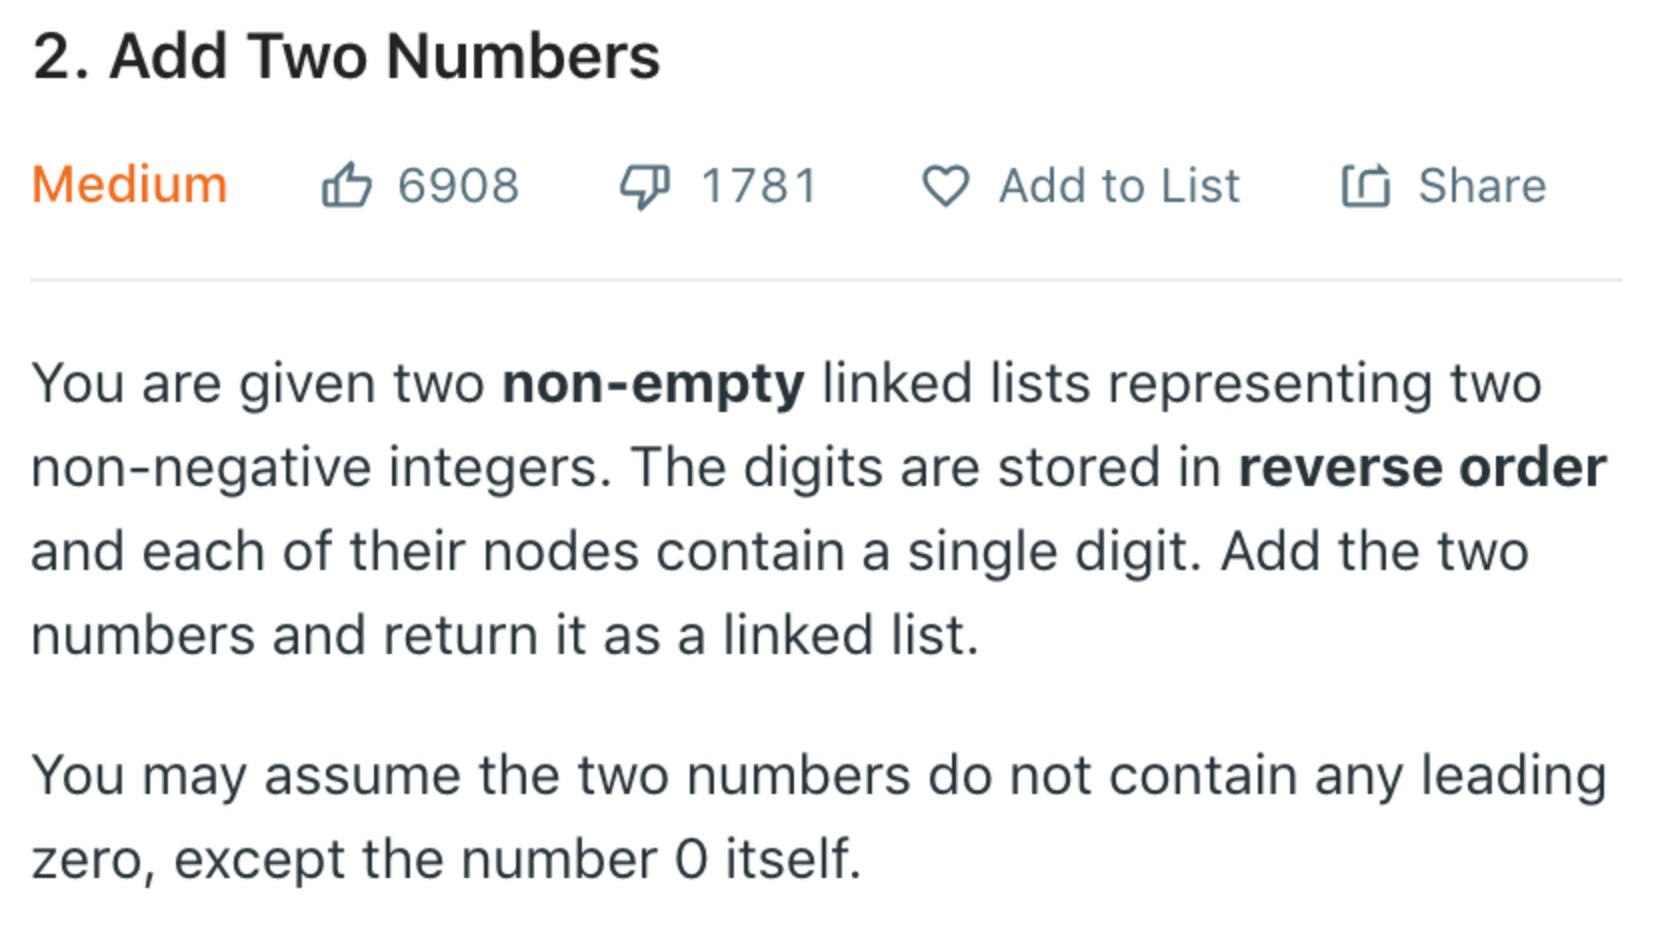 2. Add Two Numbers
Medium 6908 1781 Add to List Share
You are given two non-empty linked lists representing two
non-negative integers. The digits are stored in reverse order
and each of their nodes contain a single digit. Add the two
numbers and return it as a linked list.
You may assume the two numbers do not contain any leading
zero, except the number 0 itself.